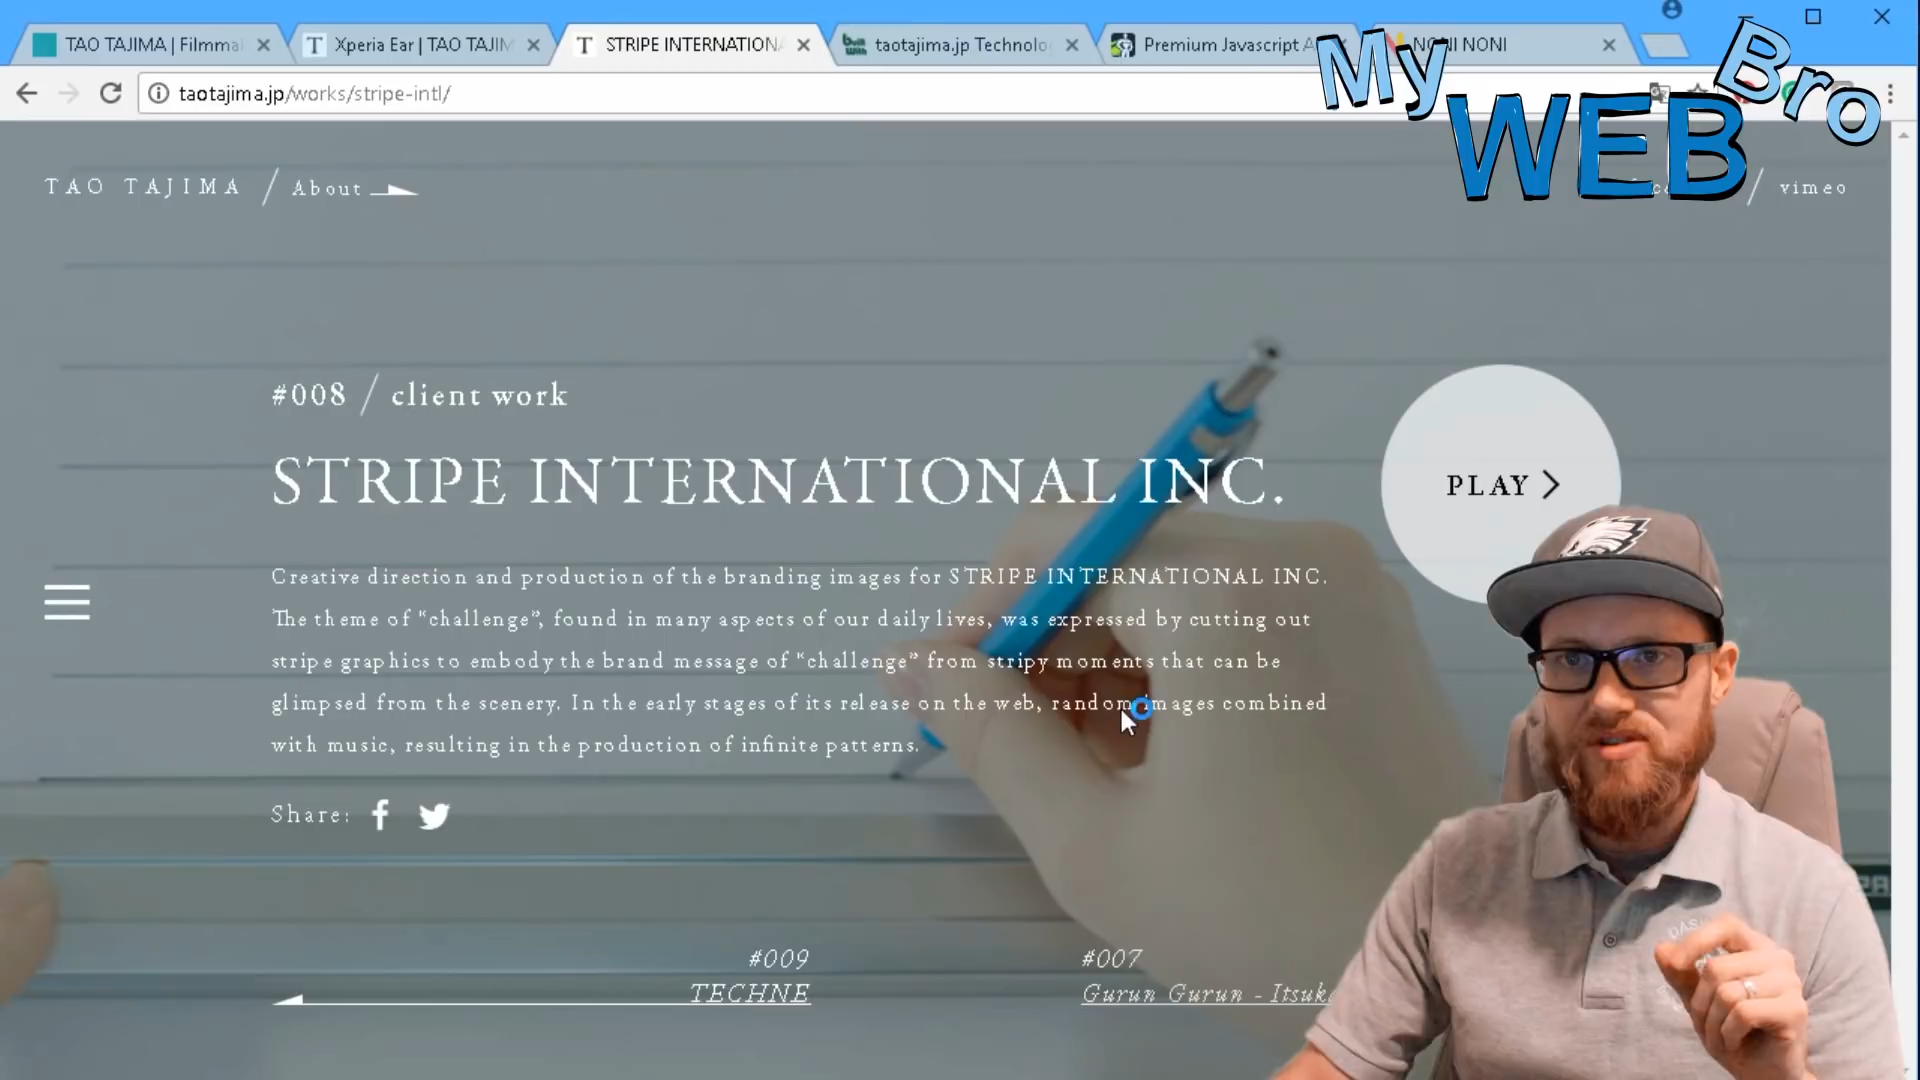 TAO TAJIMA | Filmma
Xperia Ear | TAO TAJIM
STRIPE INTERNATIONA
taotajima.jp Technolo
Premium Javascript A
NONI NONI
taotajima.jp/works/stripe-intl/
My WEB Bro
TAO TAJIMA / About
/ vimeo
#008 / client work
STRIPE INTERNATIONAL INC.
PLAY
Creative direction and production of the branding images for STRIPE INTERNATIONAL INC.
The theme of “challenge”, found in many aspects of our daily lives, was expressed by cutting out
stripe graphics to embody the brand message of “challenge” from stripy moments that can be
glimpsed from the scenery. In the early stages of its release on the web, random images combined
with music, resulting in the production of infinite patterns.
Share:
#009
TECHNE
#007
Gurun Gurun - Itsuka